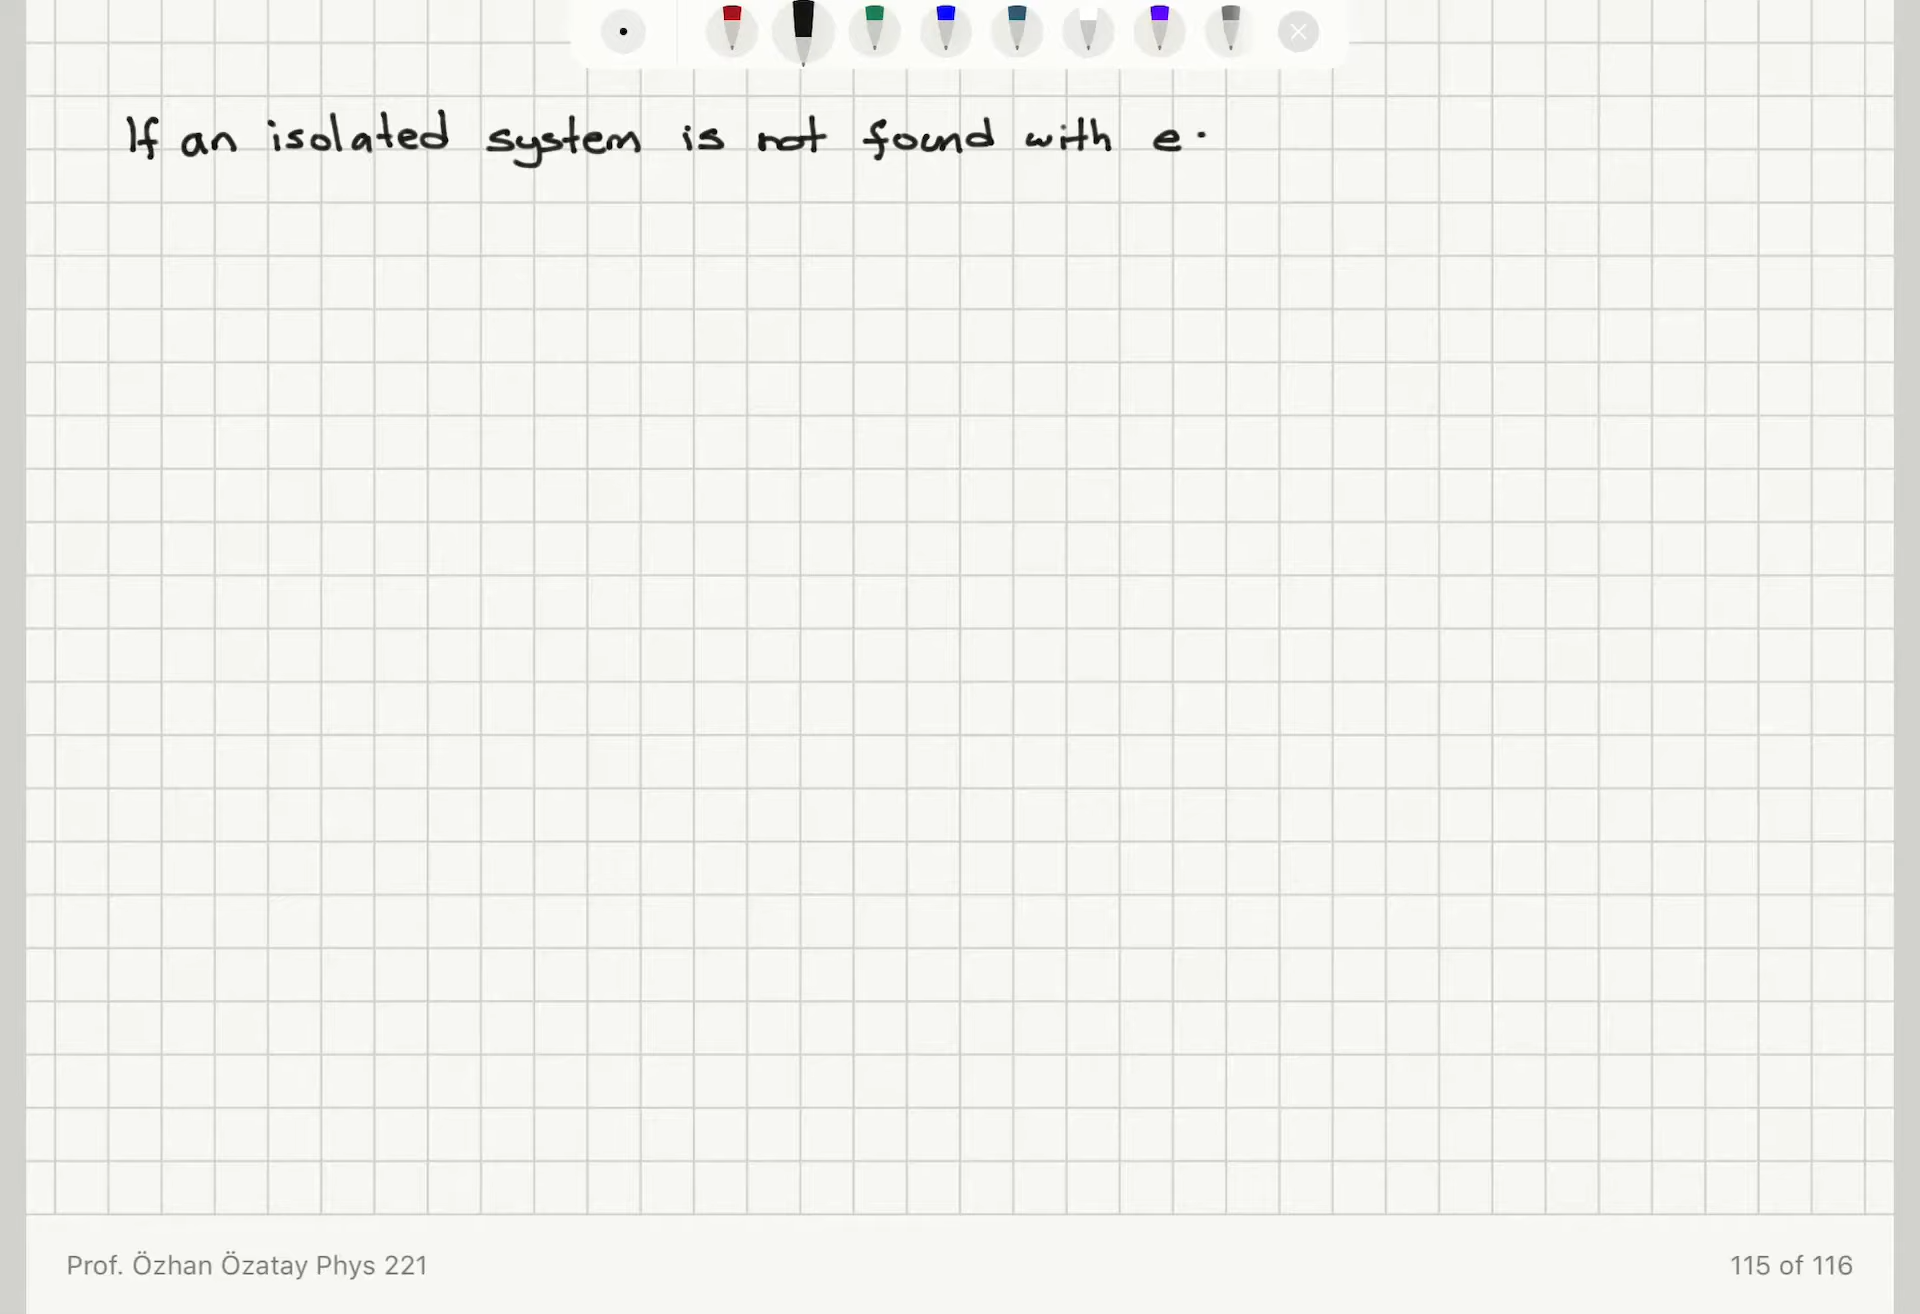 If an isolated system is not found with e.
Prof. Özhan Özatay Phys 221
115 of 116